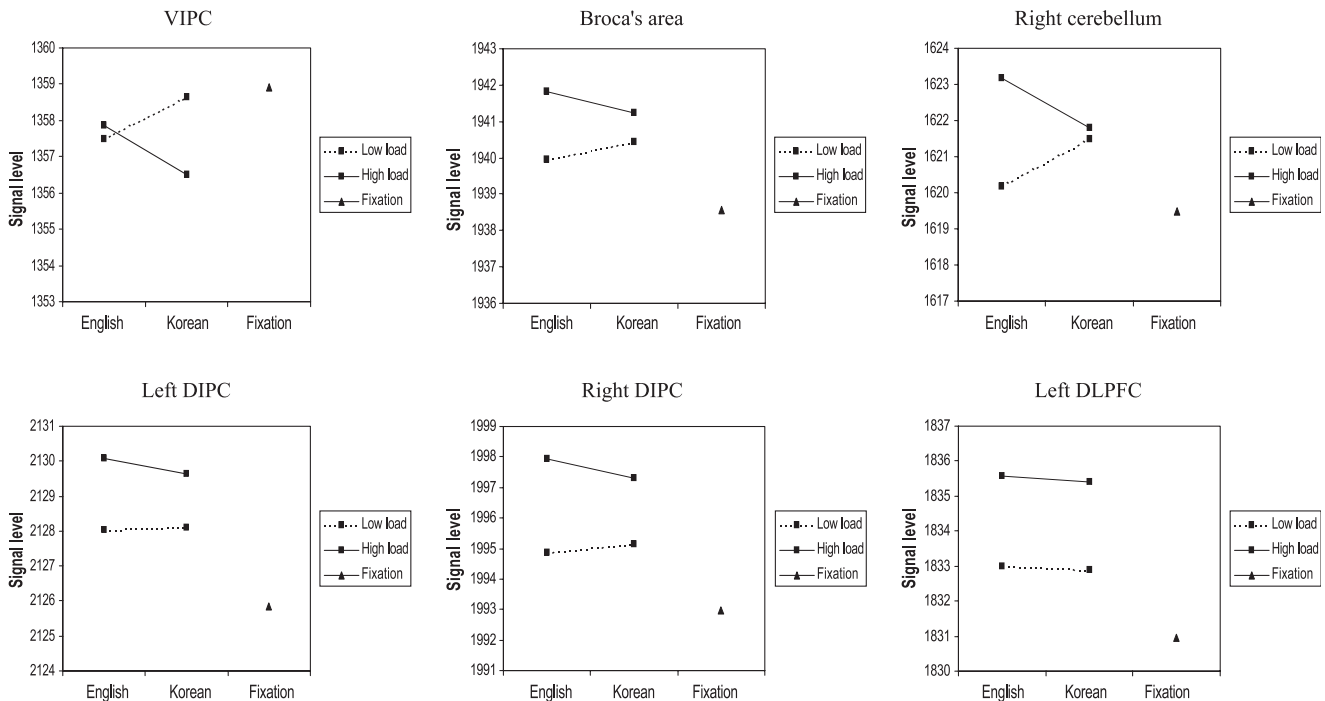 VIPC
1360
1359
1358
1357
1356
1355
1354
1353
Signal level
English Korean Fixation
Low load
High load
Fixation
Broca's area
1943
1942
1941
1940
1939
1938
1937
1936
Signal level
English Korean Fixation
Low load
High load
Fixation
Right cerebellum
1624
1623
1622
1621
1620
1619
1618
1617
Signal level
English Korean Fixation
Low load
High load
Fixation
Left DIPC
2131
2130
2129
2128
2127
2126
2125
2124
Signal level
English Korean Fixation
Low load
High load
Fixation
Right DIPC
1999
1998
1997
1996
1995
1994
1993
1992
1991
Signal level
English Korean Fixation
Low load
High load
Fixation
Left DLPFC
1837
1836
1835
1834
1833
1832
1831
1830
Signal level
English Korean Fixation
Low load
High load
Fixation